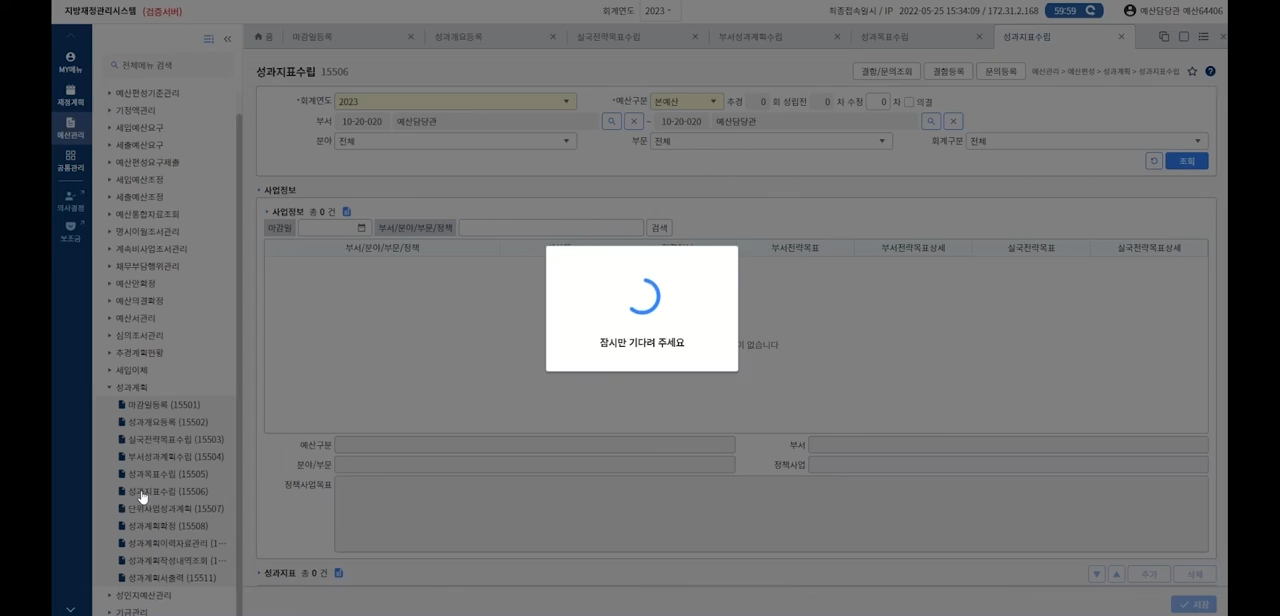 지방재정관리시스템 (검증서버)
회계연도 2023
최종접속일시 / IP 2022-05-25 15:34:09 / 172.31.2.168 59:59 예산담당관 예산64406
홈 마감일등록 성과개요등록 실국전략목표수립 부서성과계획수립 성과목표수립 성과지표수립
MY메뉴
재정계획
예산관리
공통관리
의사결정
보조금
전체메뉴 검색
예산편성기준관리
기정액관리
세입예산요구
세출예산요구
예산편성요구제출
세입예산조정
세출예산조정
예산통합자료조회
명시이월조서관리
계속비사업조서관리
채무부담행위관리
예산안확정
예산의결확정
예산서관리
심의조서관리
추경계획현황
세입이체
성과계획
마감일등록 (15501)
성과개요등록 (15502)
실국전략목표수립 (15503)
부서성과계획수립 (15504)
성과목표수립 (15505)
성과지표수립 (15506)
단위사업성과계획 (15507)
성과계획확정 (15508)
성과계획이력자료관리 (1…
성과계획작성내역조회 (1…
성과계획서출력 (15511)
성인지예산관리
기금관리
성과지표수립 15506
결함/문의조회 결함등록 문의등록 예산관리 > 예산편성 > 성과계획 > 성과지표수립
회계연도 2023 예산구분 본예산 추경 0 회 성립전 0 차 수정 0 차 의결
부서 10-20-020 예산담당관 ~ 10-20-020 예산담당관
분야 전체 부문 전체 회계구분 전체
조회
사업정보
사업정보 총 0 건
마감일 부서/분야/부문/정책 검색
부서/분야/부문/정책 부서전략목표 부서전략목표상세 실국전략목표 실국전략목표상세
잠시만 기다려 주세요
없습니다
예산구분 부서
분야/부문 정책사업
정책사업목표
성과지표 총 0 건
추가 삭제
저장